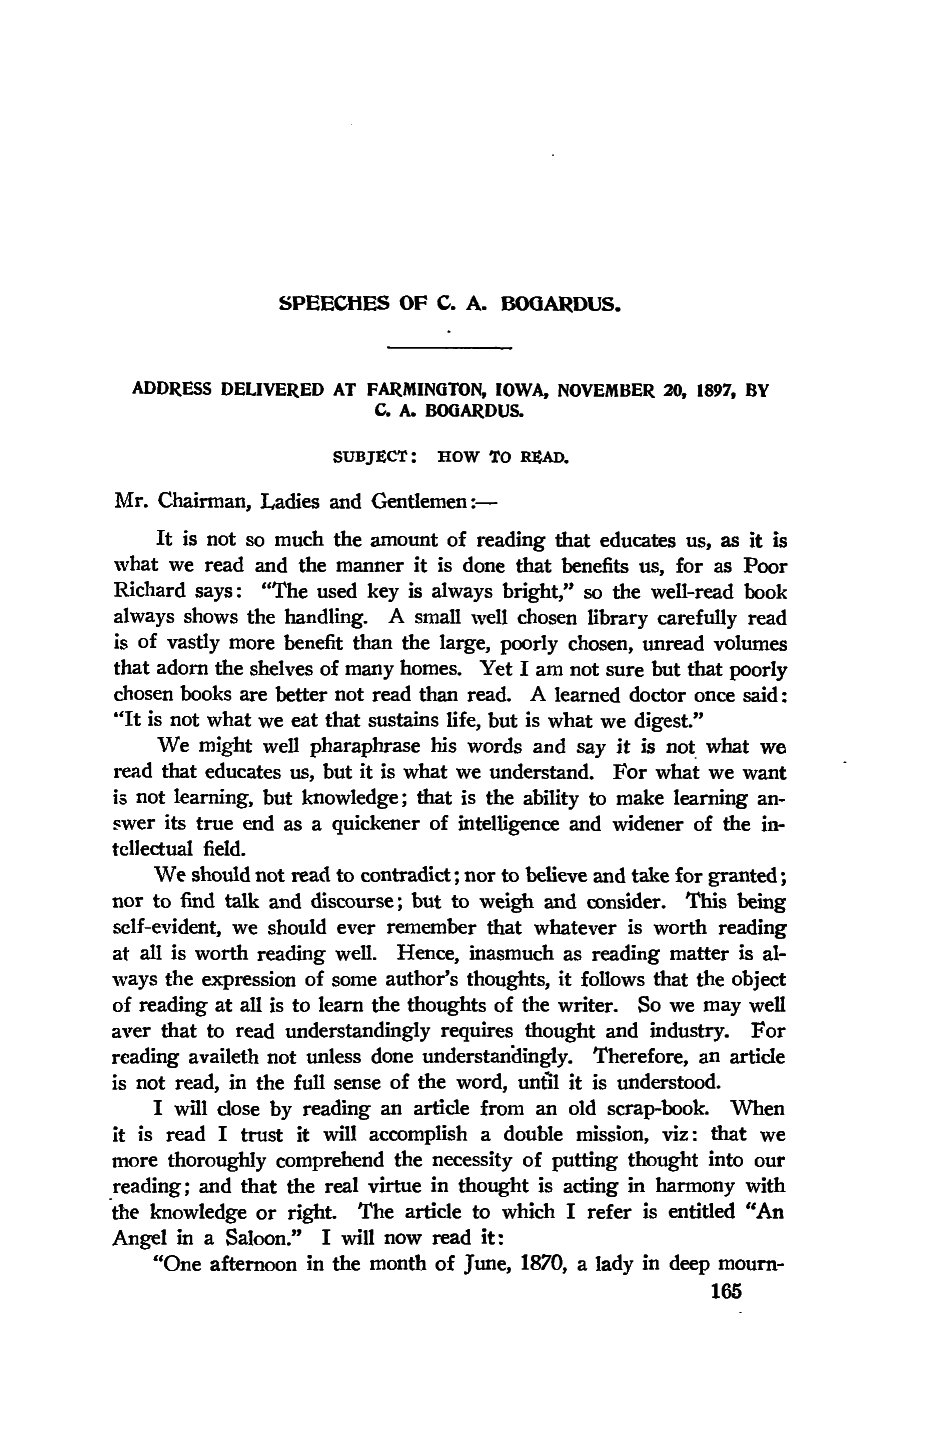 SPEECHES OF C. A. BOGARDUS.
ADDRESS DELIVERED AT FARMINGTON, IOWA, NOVEMBER 20, 1897, BY
C. A. BOGARDUS.
SUBJECT: HOW TO READ.
Mr. Chairman, Ladies and Gentlemen:—
It is not so much the amount of reading that educates us, as it is
what we read and the manner it is done that benefits us, for as Poor
Richard says: "The used key is always bright," so the well-read book
always shows the handling. A small well chosen library carefully read
is of vastly more benefit than the large, poorly chosen, unread volumes
that adorn the shelves of many homes. Yet I am not sure but that poorly
chosen books are better not read than read. A learned doctor once said:
"It is not what we eat that sustains life, but is what we digest."
We might well pharaphrase his words and say it is not what we
read that educates us, but it is what we understand. For what we want
is not learning, but knowledge; that is the ability to make learning an-
swer its true end as a quickener of intelligence and widener of the in-
tellectual field.
We should not read to contradict; nor to believe and take for granted;
nor to find talk and discourse; but to weigh and consider. This being
self-evident, we should ever remember that whatever is worth reading
at all is worth reading well. Hence, inasmuch as reading matter is al-
ways the expression of some author's thoughts, it follows that the object
of reading at all is to learn the thoughts of the writer. So we may well
aver that to read understandingly requires thought and industry. For
reading availeth not unless done understandingly. Therefore, an article
is not read, in the full sense of the word, until it is understood.
I will close by reading an article from an old scrap-book. When
it is read I trust it will accomplish a double mission, viz: that we
more thoroughly comprehend the necessity of putting thought into our
reading; and that the real virtue in thought is acting in harmony with
the knowledge or right. The article to which I refer is entitled "An
Angel in a Saloon." I will now read it:
"One afternoon in the month of June, 1870, a lady in deep mourn-
165